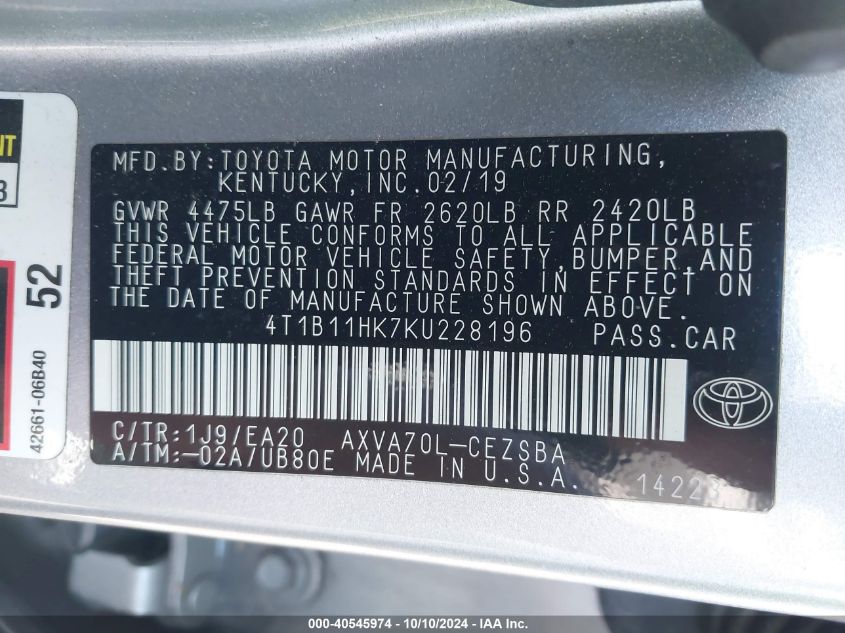 NT
3
52
42661-06B40
MFD.BY:TOYOTA MOTOR MANUFACTURING,
KENTUCKY,INC.02/19
GVWR 4475LB GAWR FR 2620LB RR 2420LB
THIS VEHICLE CONFORMS TO ALL APPLICABLE
FEDERAL MOTOR VEHICLE SAFETY,BUMPER,AND
THEFT PREVENTION STANDARDS IN EFFECT ON
THE DATE OF MANUFACTURE SHOWN ABOVE.
4T1B11HK7KU228196 PASS.CAR
C/TR:1J9/EA20 AXVA70L-CEZSBA
A/TM:-02A/UB80E MADE IN U.S.A.
14223
000-40545974 - 10/10/2024 - IAA Inc.